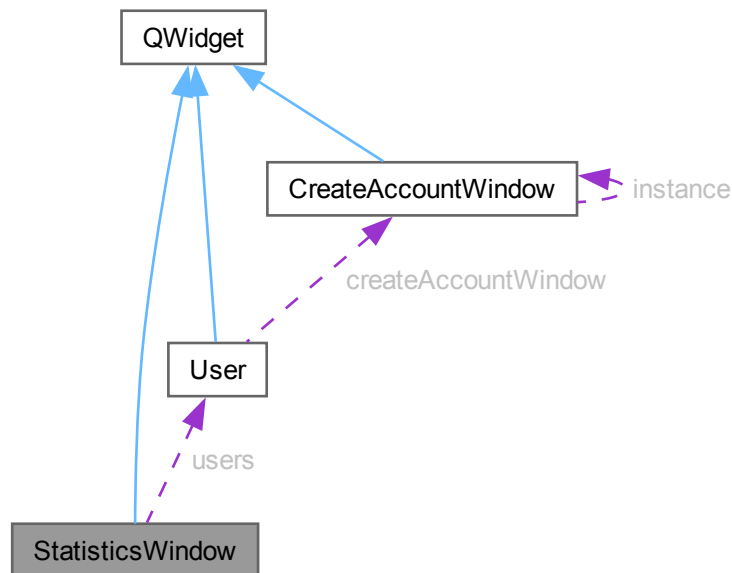 QWidget
CreateAccountWindow
instance
createAccountWindow
User
users
StatisticsWindow